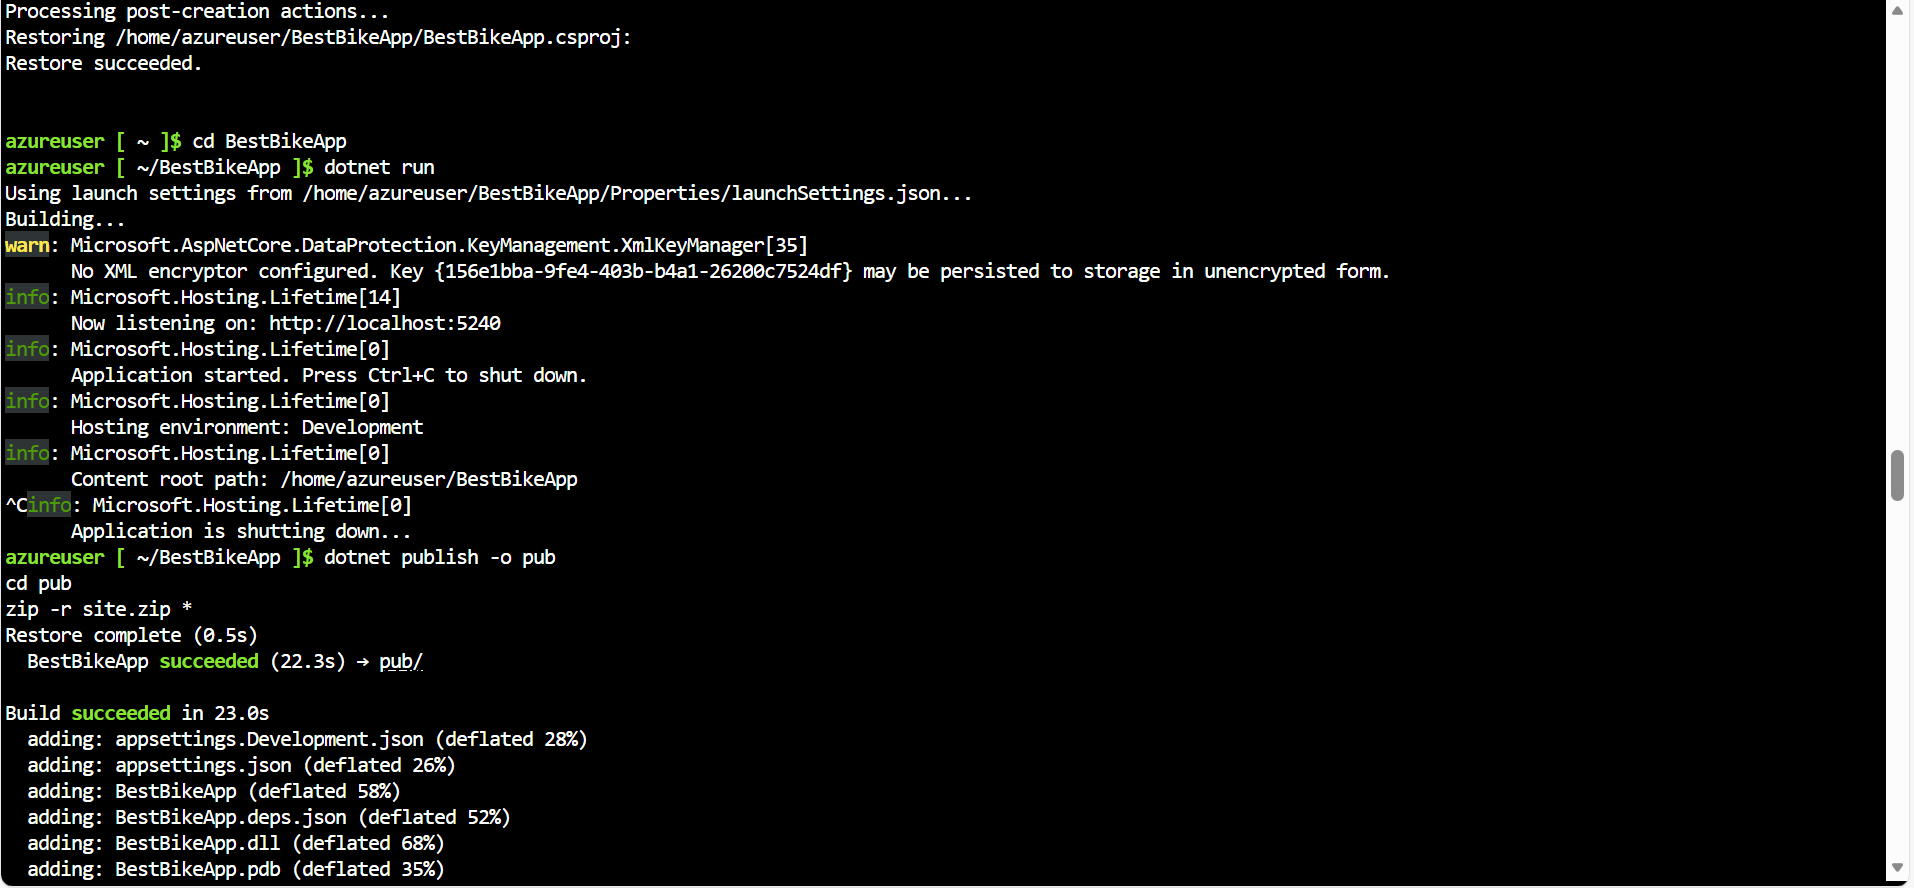 Processing post-creation actions...
Restoring /home/azureuser/BestBikeApp/BestBikeApp.csproj:
Restore succeeded.
azureuser [ ~ ]$ cd BestBikeApp
azureuser [ ~/BestBikeApp ]$ dotnet run
Using launch settings from /home/azureuser/BestBikeApp/Properties/launchSettings.json...
Building...
warn: Microsoft.AspNetCore.DataProtection.KeyManagement.XmlKeyManager[35]
      No XML encryptor configured. Key {156e1bba-9fe4-403b-b4a1-26200c7524df} may be persisted to storage in unencrypted form.
info: Microsoft.Hosting.Lifetime[14]
      Now listening on: http://localhost:5240
info: Microsoft.Hosting.Lifetime[0]
      Application started. Press Ctrl+C to shut down.
info: Microsoft.Hosting.Lifetime[0]
      Hosting environment: Development
info: Microsoft.Hosting.Lifetime[0]
      Content root path: /home/azureuser/BestBikeApp
^Cinfo: Microsoft.Hosting.Lifetime[0]
      Application is shutting down...
azureuser [ ~/BestBikeApp ]$ dotnet publish -o pub
cd pub
zip -r site.zip *
Restore complete (0.5s)
  BestBikeApp succeeded (22.3s) → pub/
Build succeeded in 23.0s
  adding: appsettings.Development.json (deflated 28%)
  adding: appsettings.json (deflated 26%)
  adding: BestBikeApp (deflated 58%)
  adding: BestBikeApp.deps.json (deflated 52%)
  adding: BestBikeApp.dll (deflated 68%)
  adding: BestBikeApp.pdb (deflated 35%)